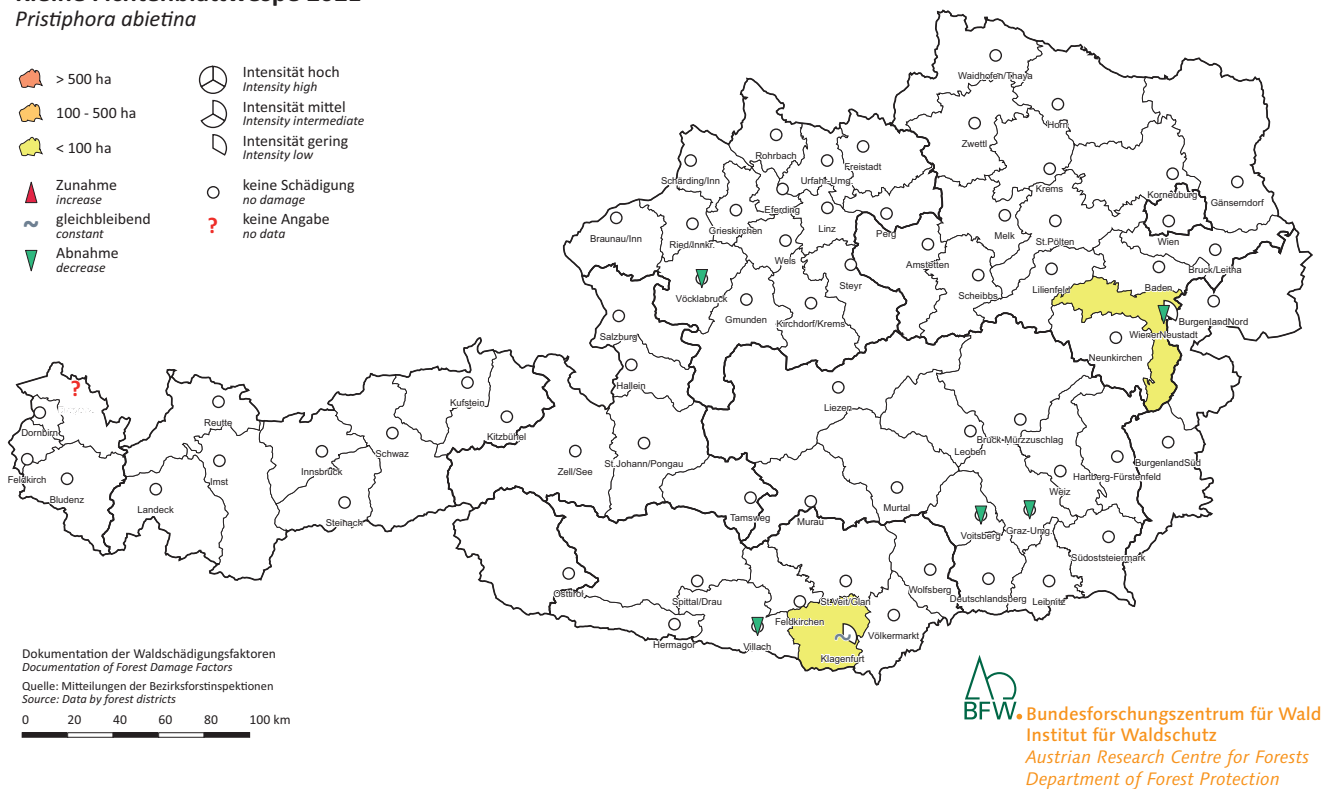 Pristiphora abietina
> 500 ha
100 - 500 ha
< 100 ha
Zunahme
increase
~ gleichbleibend
constant
Abnahme
decrease
Intensität hoch
Intensity high
Intensität mittel
Intensity intermediate
Intensität gering
Intensity low
keine Schädigung
no damage
? keine Angabe
no data
Waidhofen/Thaya
Horn
Zwettl
Rohrbach
Freistadt
Schärding/Inn
Urfahr-Umg.
Krems
Korneuburg
Gänserndorf
Eferding
Grieskirchen
Linz
Perg
Melk
St.Pölten
Wien
Braunau/Inn
Ried/Innkr.
Wels
Amstetten
Bruck/Leitha
Steyr
Scheibbs
Lilienfeld
Baden
Vöcklabruck
Gmunden
Kirchdorf/Krems
BurgenlandNord
WienerNeustadt
Salzburg
Neunkirchen
?
Hallein
Kufstein
Liezen
Dornbirn
Reutte
Kitzbühel
Bruck-Mürzzuschlag
Schwaz
Leoben
St.Johann/Pongau
BurgenlandSüd
Innsbruck
Zell/See
Hartberg-Fürstenfeld
Feldkirch
Imst
Bludenz
Weiz
Landeck
Murtal
Steinach
Tamsweg
Murau
Voitsberg
Graz-Umg.
Südoststeiermark
Osttirol
Spittal/Drau
St.Veit/Glan
Wolfsberg
Deutschlandsberg
Leibnitz
Feldkirchen
Völkermarkt
Hermagor
Villach
~
Klagenfurt
Dokumentation der Waldschädigungsfaktoren
Documentation of Forest Damage Factors
Quelle: Mitteilungen der Bezirksforstinspektionen
Source: Data by forest districts
0 20 40 60 80 100 km
BFW.
Bundesforschungszentrum für Wald
Institut für Waldschutz
Austrian Research Centre for Forests
Department of Forest Protection